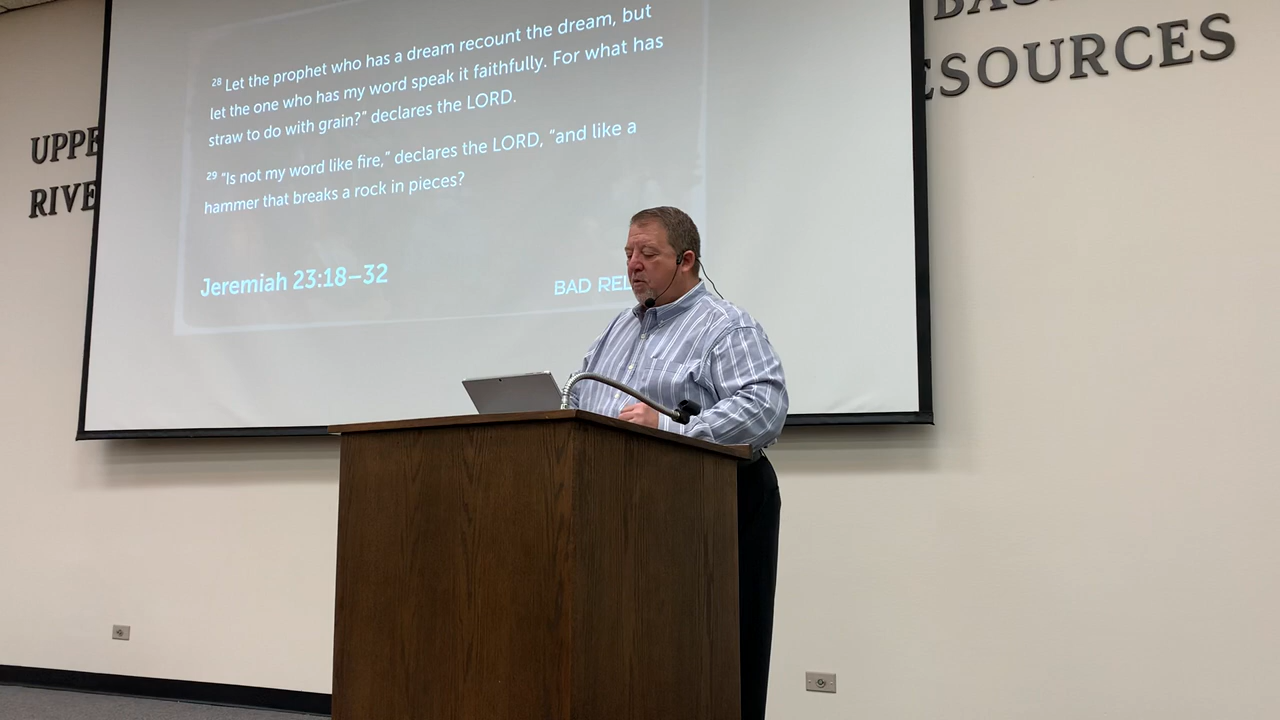 28 Let the prophet who has a dream recount the dream, but
let the one who has my word speak it faithfully. For what has
straw to do with grain?” declares the LORD.
29 “Is not my word like fire,” declares the LORD, “and like a
hammer that breaks a rock in pieces?
Jeremiah 23:18–32
BAD REL
UPPE
RIVE
BAS
ESOURCES